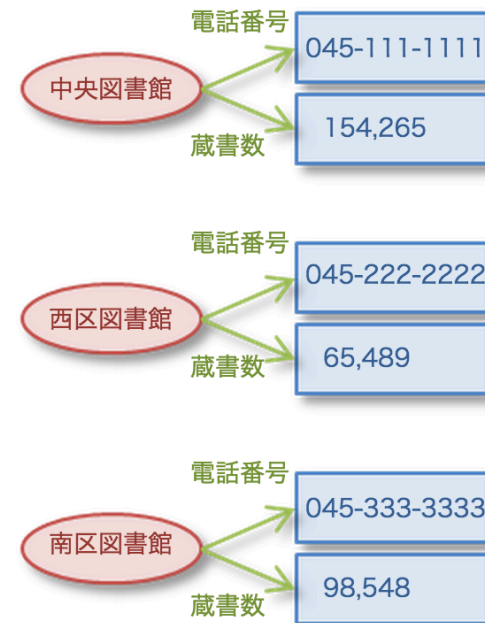 電話番号
045-111-1111
中央図書館
154,265
蔵書数
電話番号
045-222-2222
西区図書館
65,489
蔵書数
電話番号
045-333-3333
南区図書館
98,548
蔵書数